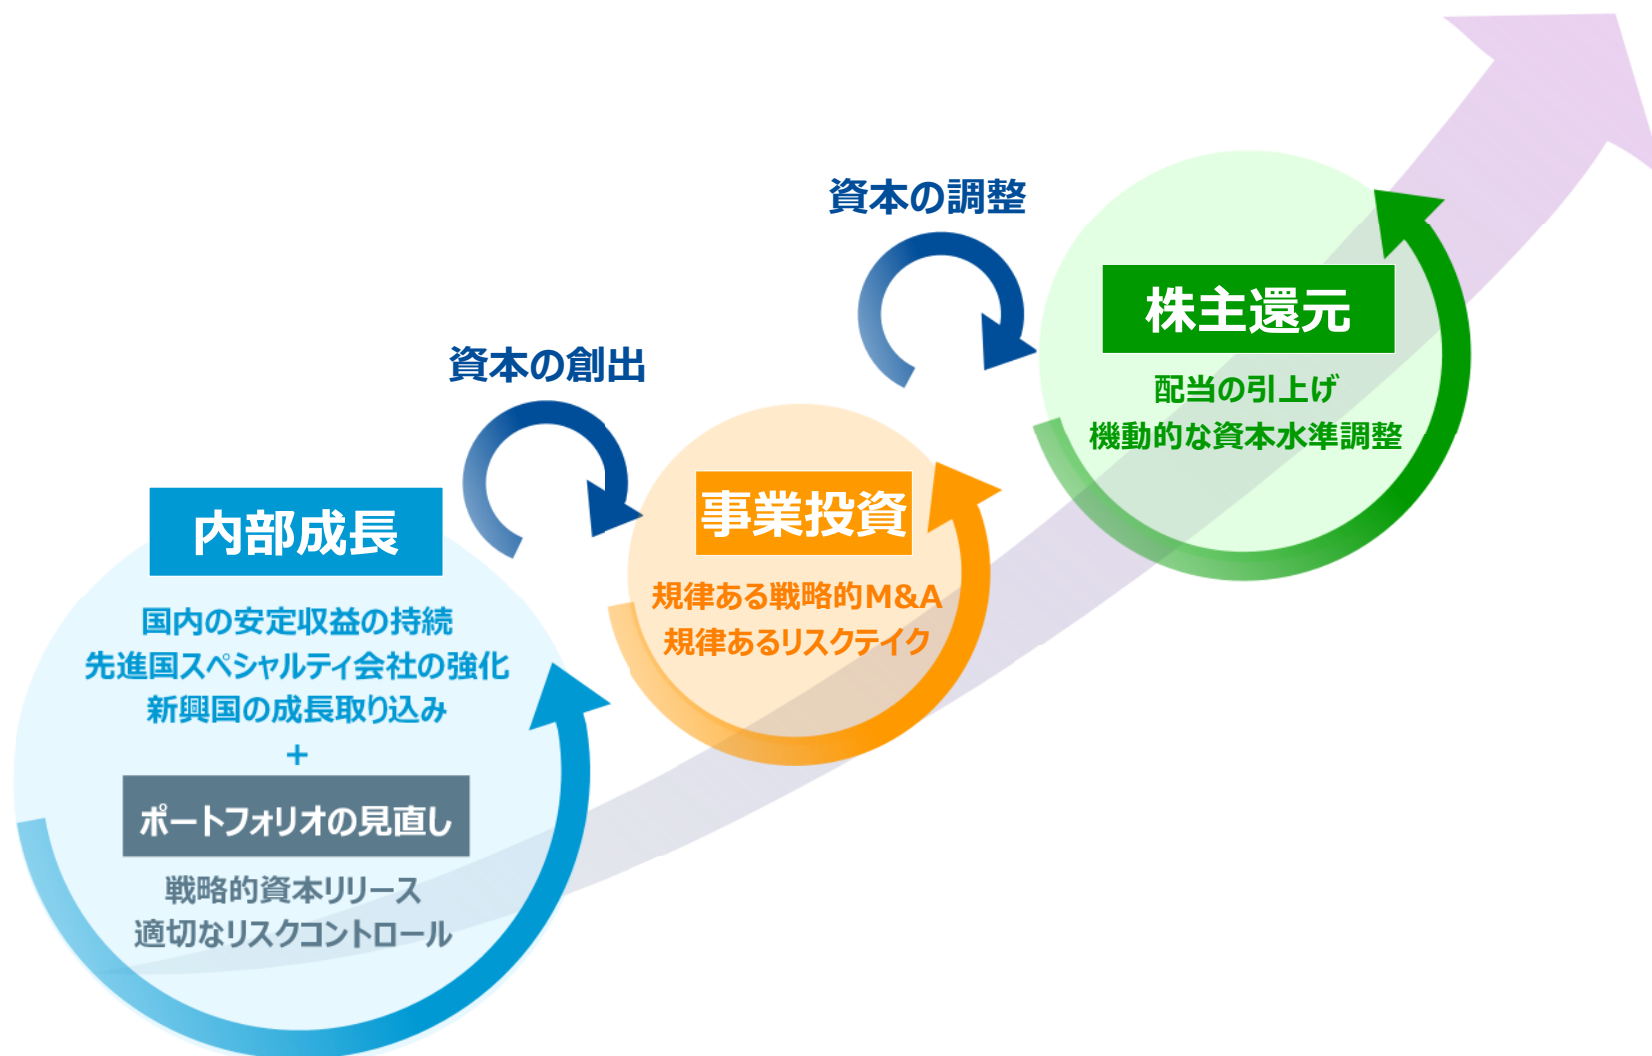 内部成長
国内の安定収益の持続
先進国スペシャルティ会社の強化
新興国の成長取り込み
+
ポートフォリオの見直し
戦略的資本リリース
適切なリスクコントロール
資本の創出
事業投資
規律ある戦略的M&A
規律あるリスクテイク
資本の調整
株主還元
配当の引上げ
機動的な資本水準調整